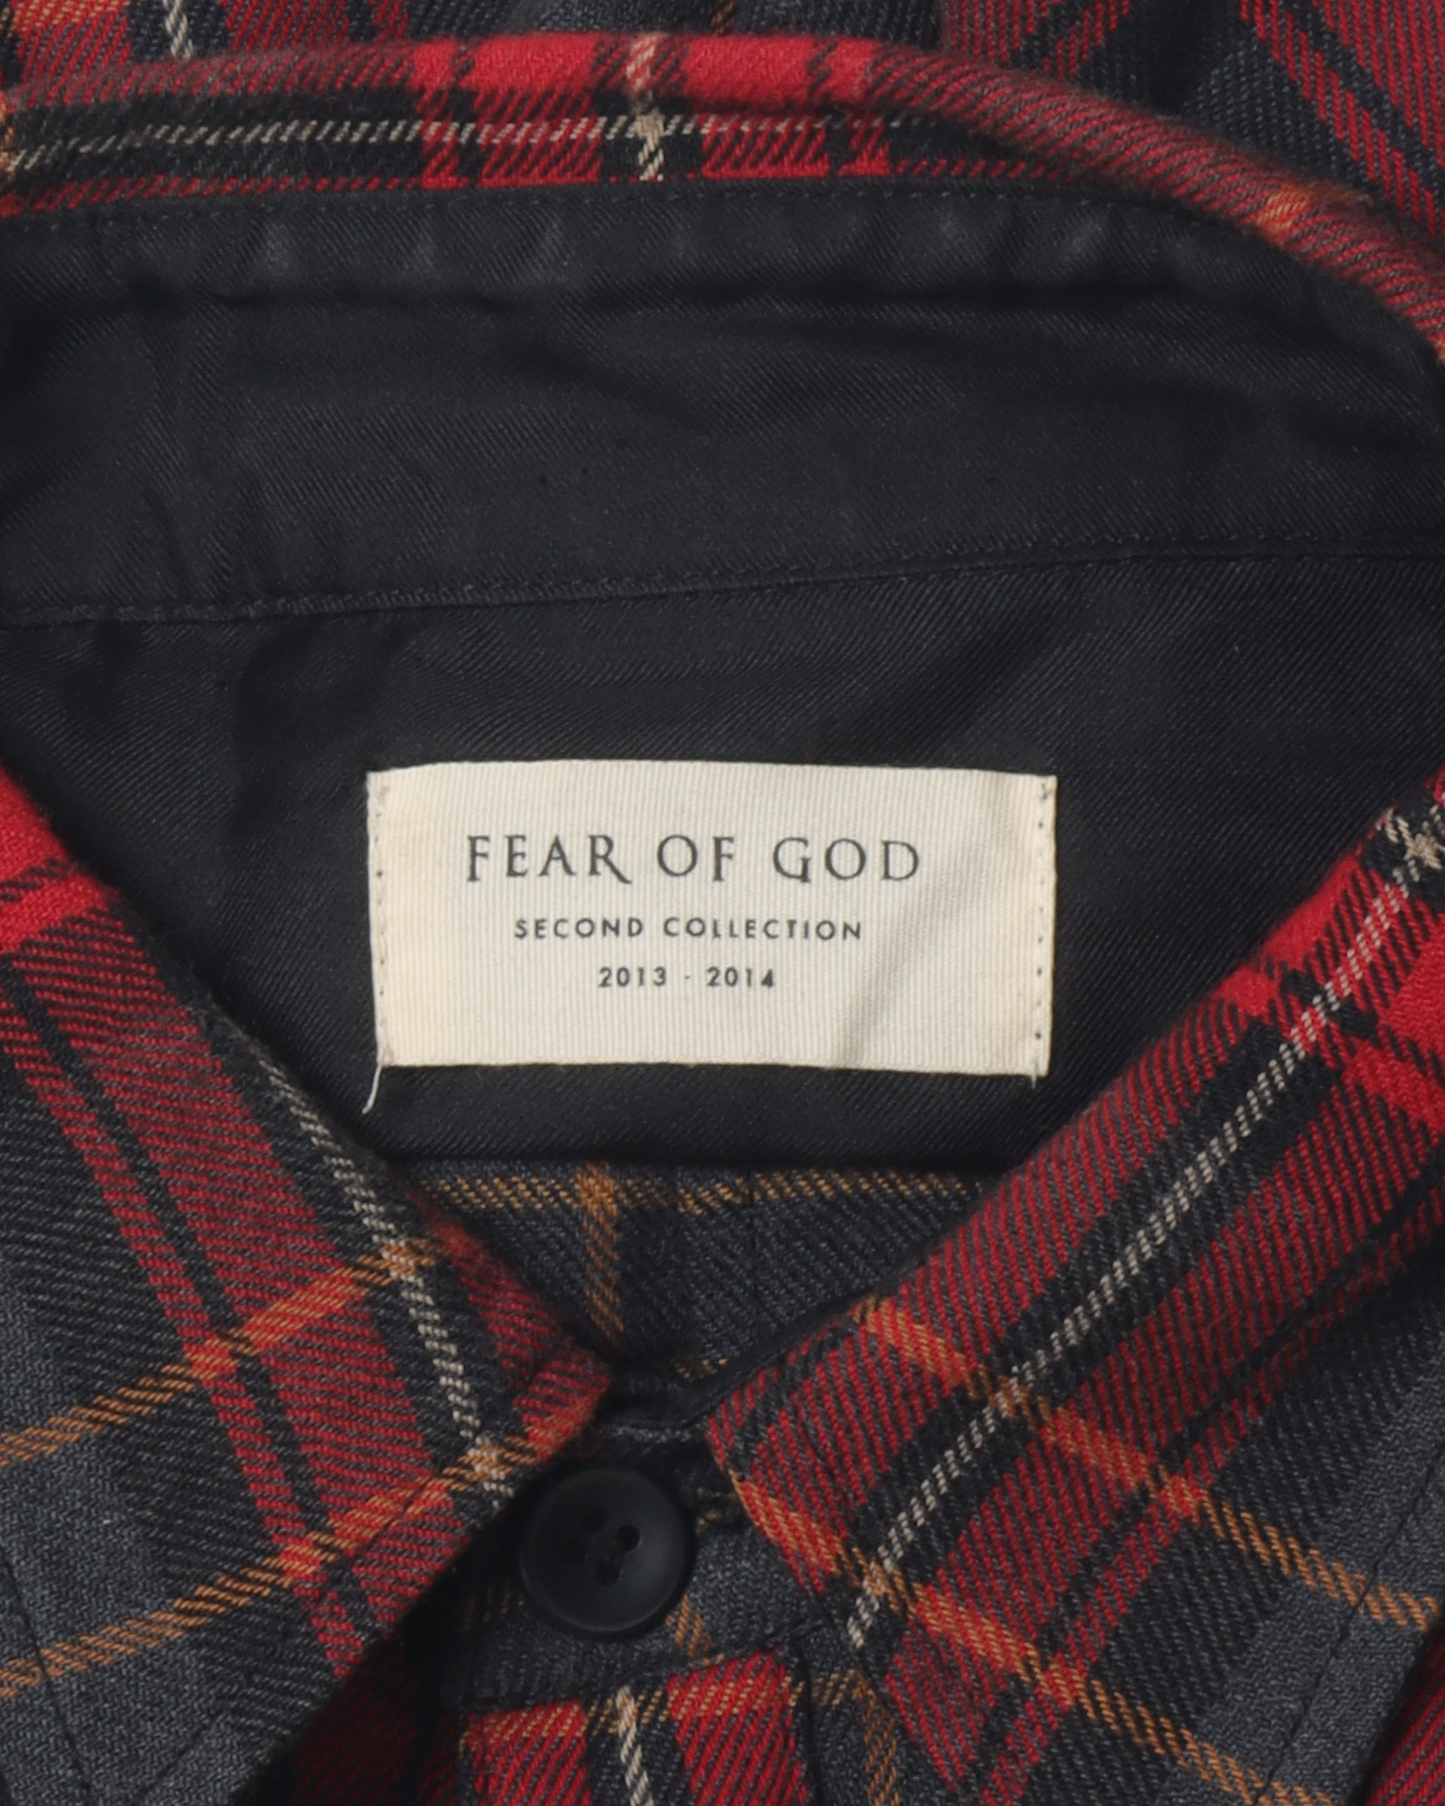 FEAR OF GOD
SECOND COLLECTION
2013 - 2014